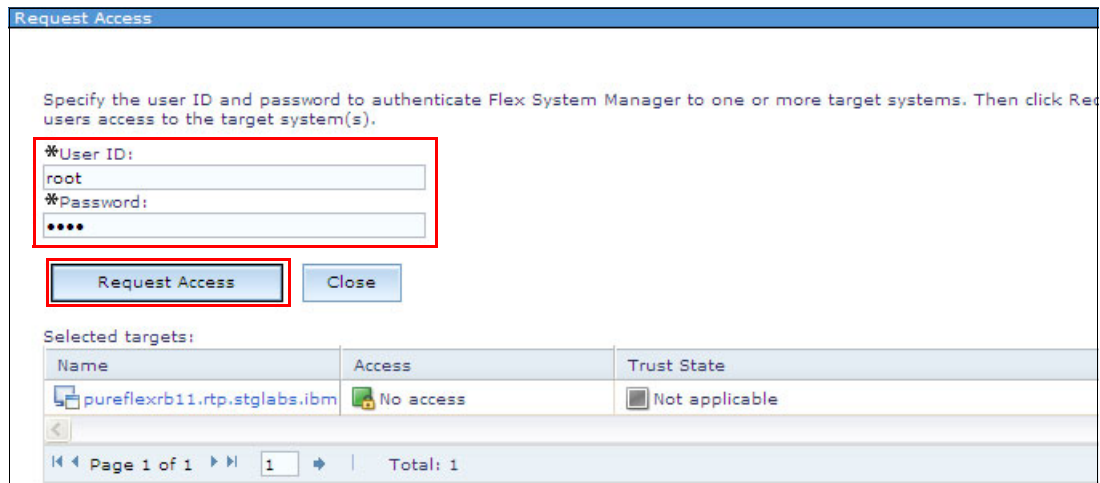 Request Access
Specify the user ID and password to authenticate Flex System Manager to one or more target systems. Then click
users access to the target system(s).
*User ID:
root
*Password:
••••
Request Access Close
Selected targets:
Name Access Trust State
pureflexrb11.rtp.stglabs.ibm No access Not applicable
Page 1 of 1 1 Total: 1